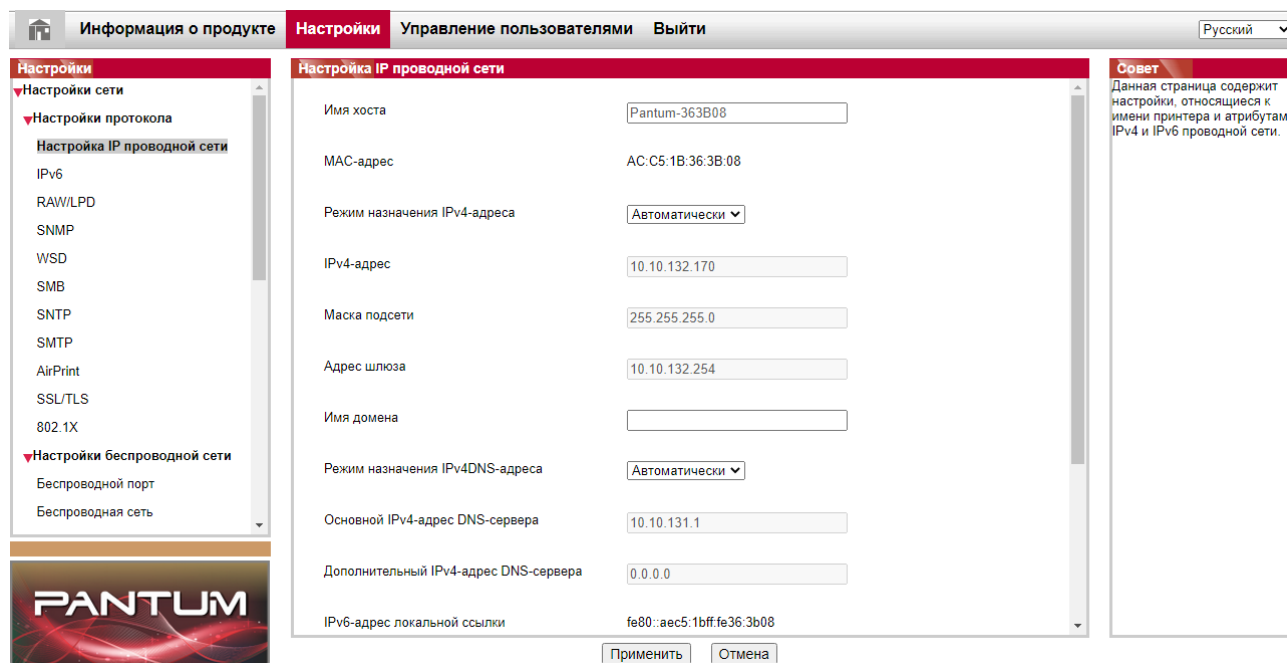 Информация о продукте Настройки Управление пользователями Выйти Русский
Настройки
Настройки сети
Настройки протокола
Настройка IP проводной сети
IPv6
RAW/LPD
SNMP
WSD
SMB
SNTP
SMTP
AirPrint
SSL/TLS
802.1X
Настройки беспроводной сети
Беспроводной порт
Беспроводная сеть
PANTUM
Настройка IP проводной сети
Имя хоста Pantum-363B08
MAC-адрес AC:C5:1B:36:3B:08
Режим назначения IPv4-адреса Автоматически
IPv4-адрес 10.10.132.170
Маска подсети 255.255.255.0
Адрес шлюза 10.10.132.254
Имя домена
Режим назначения IPv4DNS-адреса Автоматически
Основной IPv4-адрес DNS-сервера 10.10.131.1
Дополнительный IPv4-адрес DNS-сервера 0.0.0.0
IPv6-адрес локальной ссылки fe80::aec5:1bff:fe36:3b08
Применить Отмена
Совет
Данная страница содержит
настройки, относящиеся к
имени принтера и атрибутам
IPv4 и IPv6 проводной сети.